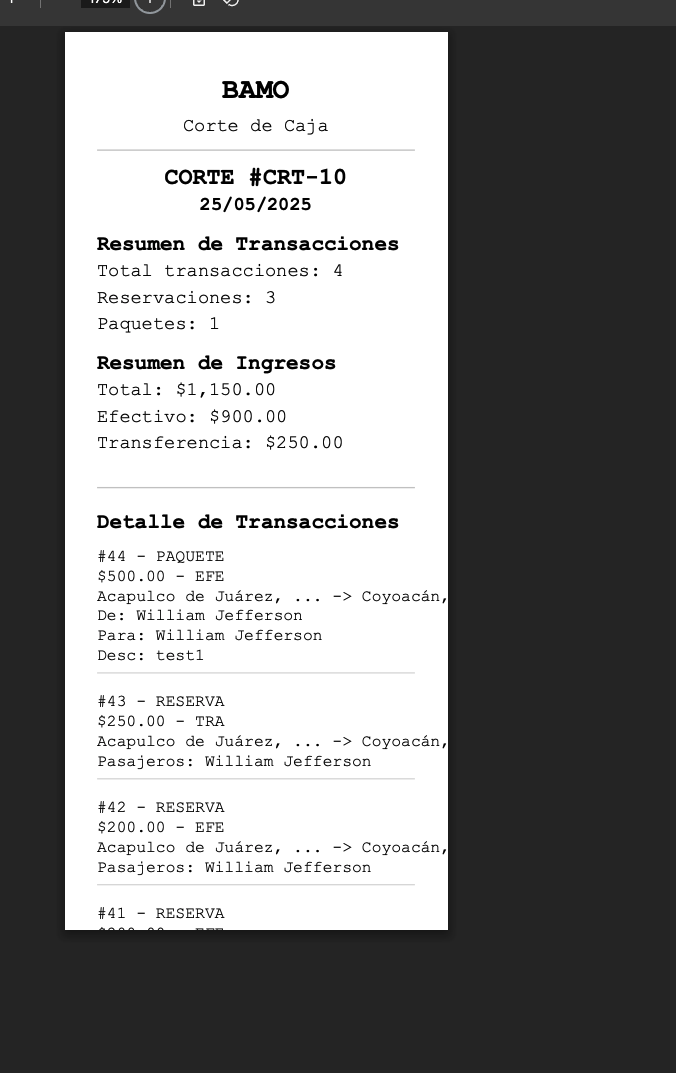 BAMO
Corte de Caja
CORTE #CRT-10
25/05/2025
Resumen de Transacciones
Total transacciones: 4
Reservaciones: 3
Paquetes: 1
Resumen de Ingresos
Total: $1,150.00
Efectivo: $900.00
Transferencia: $250.00
Detalle de Transacciones
#44 - PAQUETE
$500.00 - EFE
Acapulco de Juárez, ... -> Coyoacán,
De: William Jefferson
Para: William Jefferson
Desc: test1
#43 - RESERVA
$250.00 - TRA
Acapulco de Juárez, ... -> Coyoacán,
Pasajeros: William Jefferson
#42 - RESERVA
$200.00 - EFE
Acapulco de Juárez, ... -> Coyoacán,
Pasajeros: William Jefferson
#41 - RESERVA